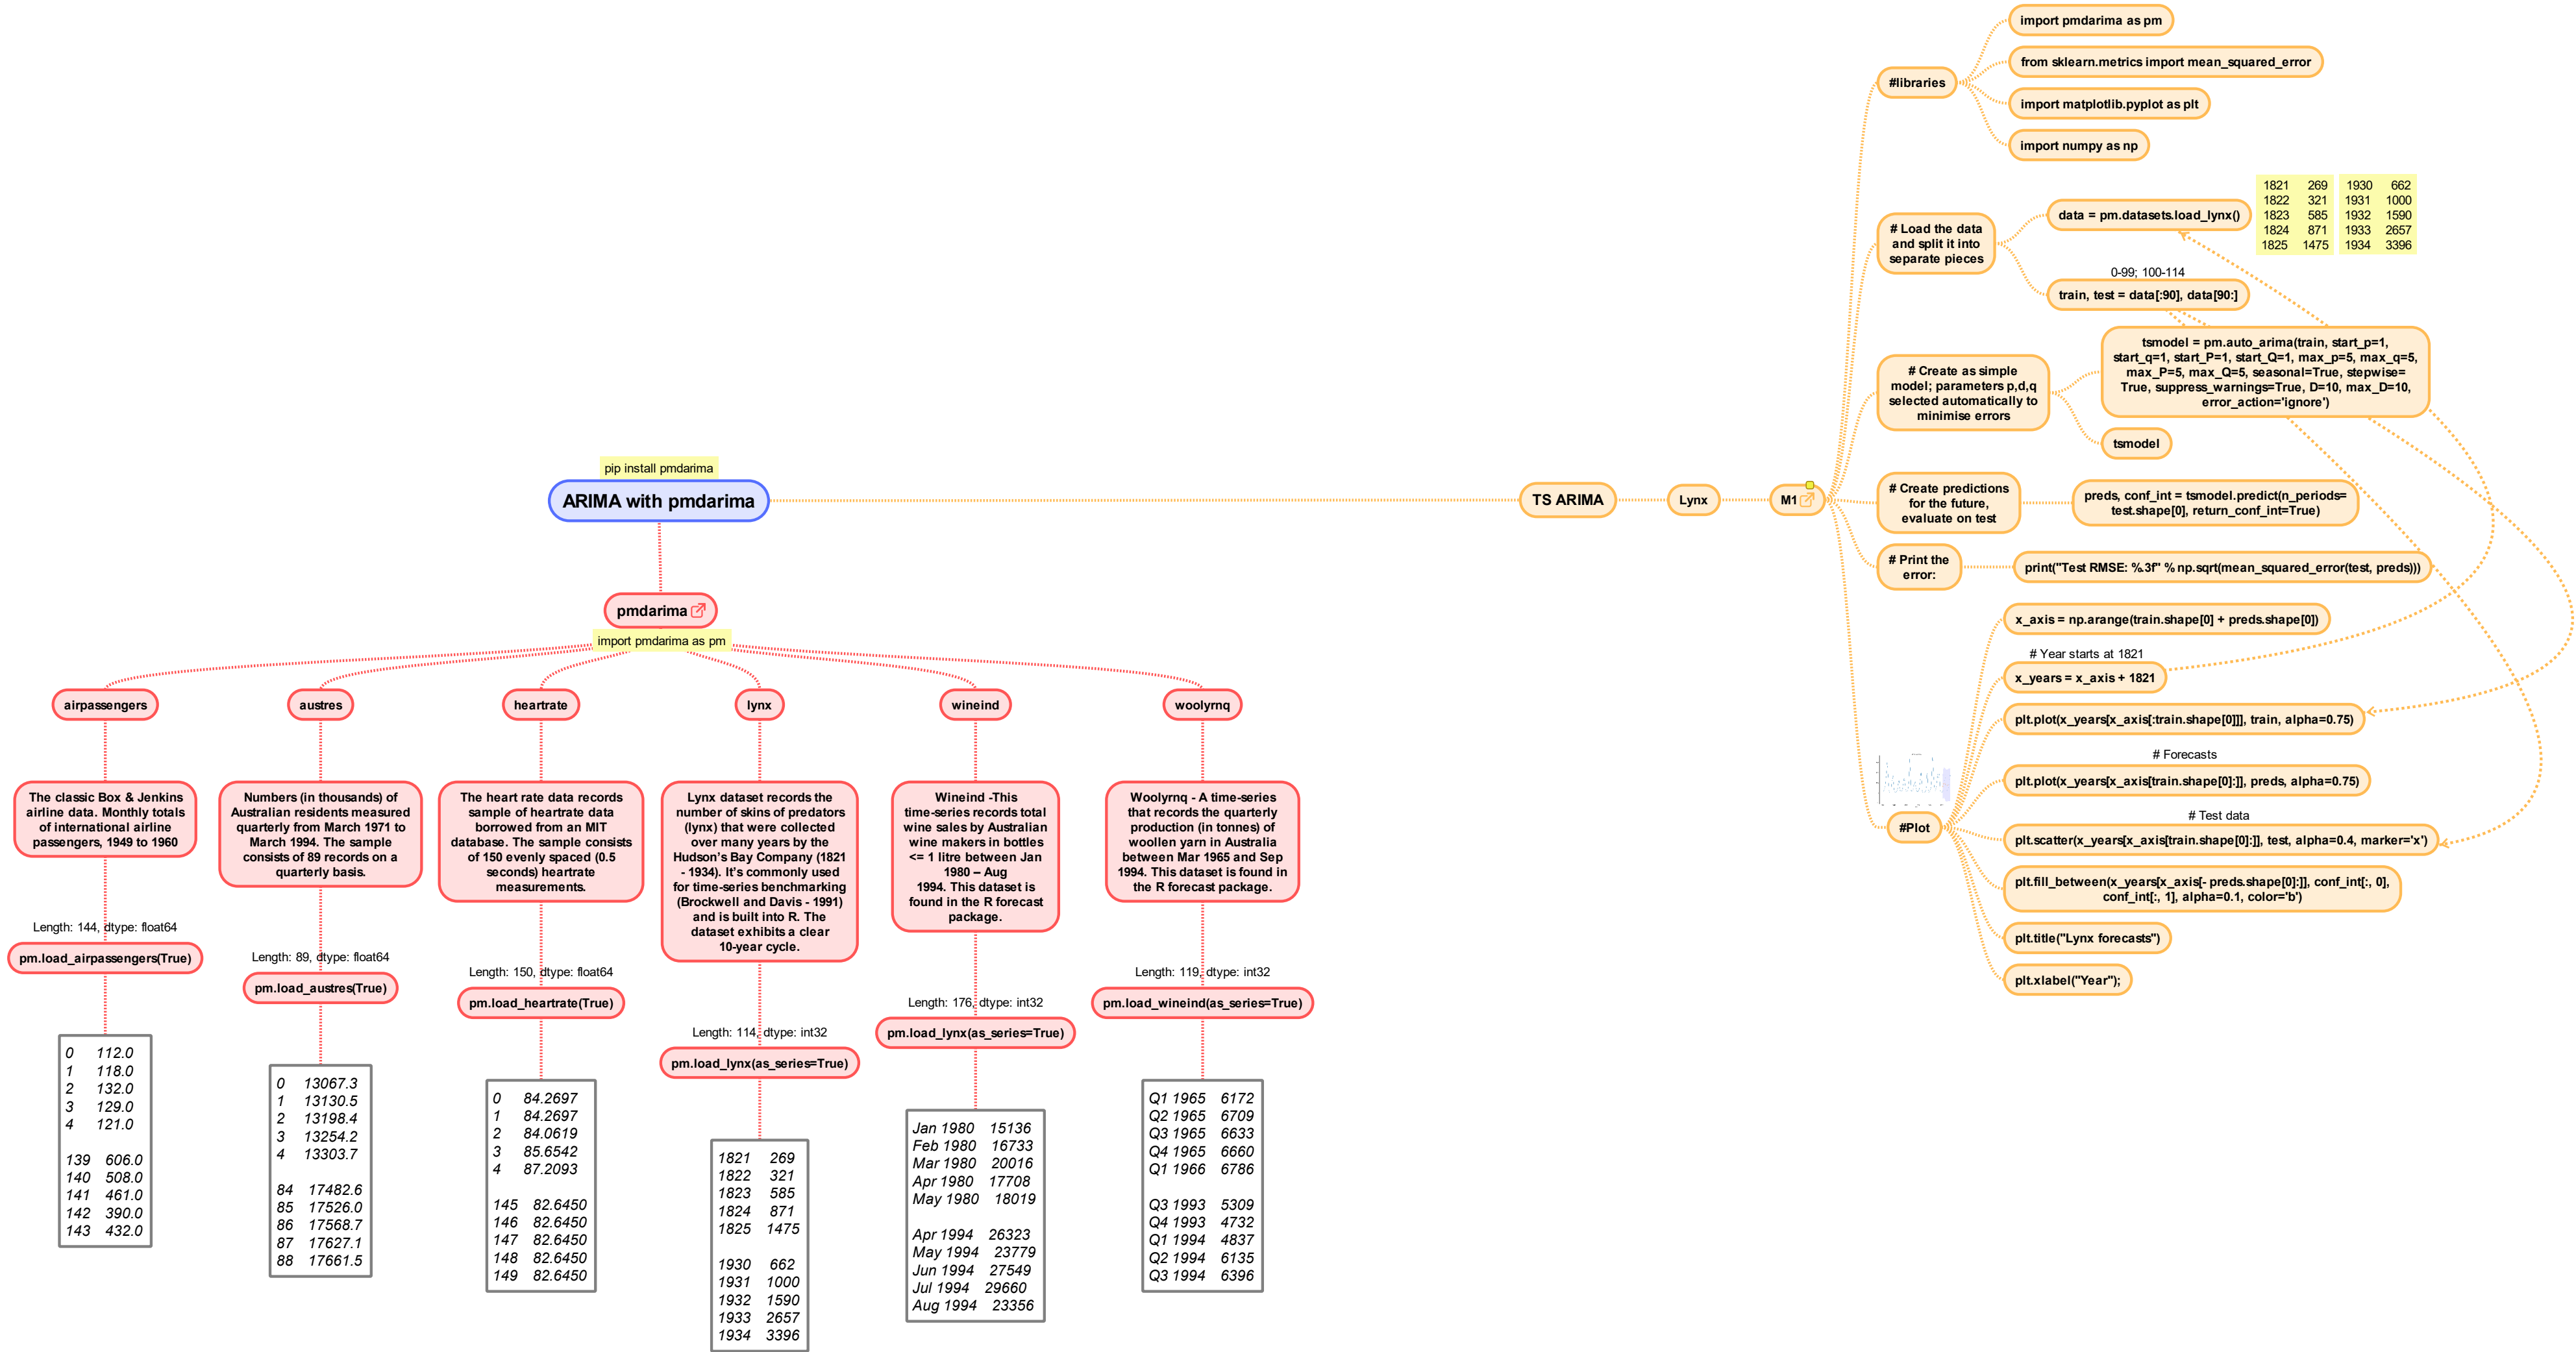 pip install pmdarima
ARIMA with pmdarima
pmdarima
import pmdarima as pm
airpassengers
The classic Box & Jenkins
airline data. Monthly totals
of international airline
passengers, 1949 to 1960
Length: 144, dtype: float64
pm.load_airpassengers(True)
0 112.0
1 118.0
2 132.0
3 129.0
4 121.0
139 606.0
140 508.0
141 461.0
142 390.0
143 432.0
austres
Numbers (in thousands) of
Australian residents measured
quarterly from March 1971 to
March 1994. The sample
consists of 89 records on a
quarterly basis.
Length: 89, dtype: float64
pm.load_austres(True)
0 13067.3
1 13130.5
2 13198.4
3 13254.2
4 13303.7
84 17482.6
85 17526.0
86 17568.7
87 17627.1
88 17661.5
heartrate
The heart rate data records
sample of heartrate data
borrowed from an MIT
database. The sample consists
of 150 evenly spaced (0.5
seconds) heartrate
measurements.
Length: 150, dtype: float64
pm.load_heartrate(True)
0 84.2697
1 84.2697
2 84.0619
3 85.6542
4 87.2093
145 82.6450
146 82.6450
147 82.6450
148 82.6450
149 82.6450
lynx
Lynx dataset records the
number of skins of predators
(lynx) that were collected
over many years by the
Hudson's Bay Company (1821
- 1934). It's commonly used
for time-series benchmarking
(Brockwell and Davis - 1991)
and is built into R. The
dataset exhibits a clear
10-year cycle.
Length: 114, dtype: int32
pm.load_lynx(as_series=True)
1821 269
1822 321
1823 585
1824 871
1825 1475
1930 662
1931 1000
1932 1590
1933 2657
1934 3396
wineind
Wineind -This
time-series records total
wine sales by Australian
wine makers in bottles
<= 1 litre between Jan
1980 – Aug
1994. This dataset is
found in the R forecast
package.
Length: 176, dtype: int32
pm.load_lynx(as_series=True)
Jan 1980 15136
Feb 1980 16733
Mar 1980 20016
Apr 1980 17708
May 1980 18019
Apr 1994 26323
May 1994 23779
Jun 1994 27549
Jul 1994 29660
Aug 1994 23356
woolyrnq
Woolyrnq - A time-series
that records the quarterly
production (in tonnes) of
woollen yarn in Australia
between Mar 1965 and Sep
1994. This dataset is found in
the R forecast package.
Length: 119, dtype: int32
pm.load_wineind(as_series=True)
Q1 1965 6172
Q2 1965 6709
Q3 1965 6633
Q4 1965 6660
Q1 1966 6786
Q3 1993 5309
Q4 1993 4732
Q1 1994 4837
Q2 1994 6135
Q3 1994 6396
TS ARIMA
Lynx
M1
#libraries
import pmdarima as pm
from sklearn.metrics import mean_squared_error
import matplotlib.pyplot as plt
import numpy as np
# Load the data
and split it into
separate pieces
data = pm.datasets.load_lynx()
1821 269
1822 321
1823 585
1824 871
1825 1475
1930 662
1931 1000
1932 1590
1933 2657
1934 3396
0-99; 100-114
train, test = data[:90], data[90:]
# Create as simple
model; parameters p,d,q
selected automatically to
minimise errors
tsmodel = pm.auto_arima(train, start_p=1,
start_q=1, start_P=1, start_Q=1, max_p=5, max_q=5,
max_P=5, max_Q=5, seasonal=True, stepwise=
True, suppress_warnings=True, D=10, max_D=10,
error_action='ignore')
tsmodel
# Create predictions
for the future,
evaluate on test
preds, conf_int = tsmodel.predict(n_periods=
test.shape[0], return_conf_int=True)
# Print the
error:
print("Test RMSE: %.3f" % np.sqrt(mean_squared_error(test, preds)))
#Plot
x_axis = np.arange(train.shape[0] + preds.shape[0])
# Year starts at 1821
x_years = x_axis + 1821
plt.plot(x_years[x_axis[:train.shape[0]]], train, alpha=0.75)
# Forecasts
plt.plot(x_years[x_axis[train.shape[0]:]], preds, alpha=0.75)
# Test data
plt.scatter(x_years[x_axis[train.shape[0]:]], test, alpha=0.4, marker='x')
plt.fill_between(x_years[x_axis[- preds.shape[0]:]], conf_int[:, 0],
conf_int[:, 1], alpha=0.1, color='b')
plt.title("Lynx forecasts")
plt.xlabel("Year");